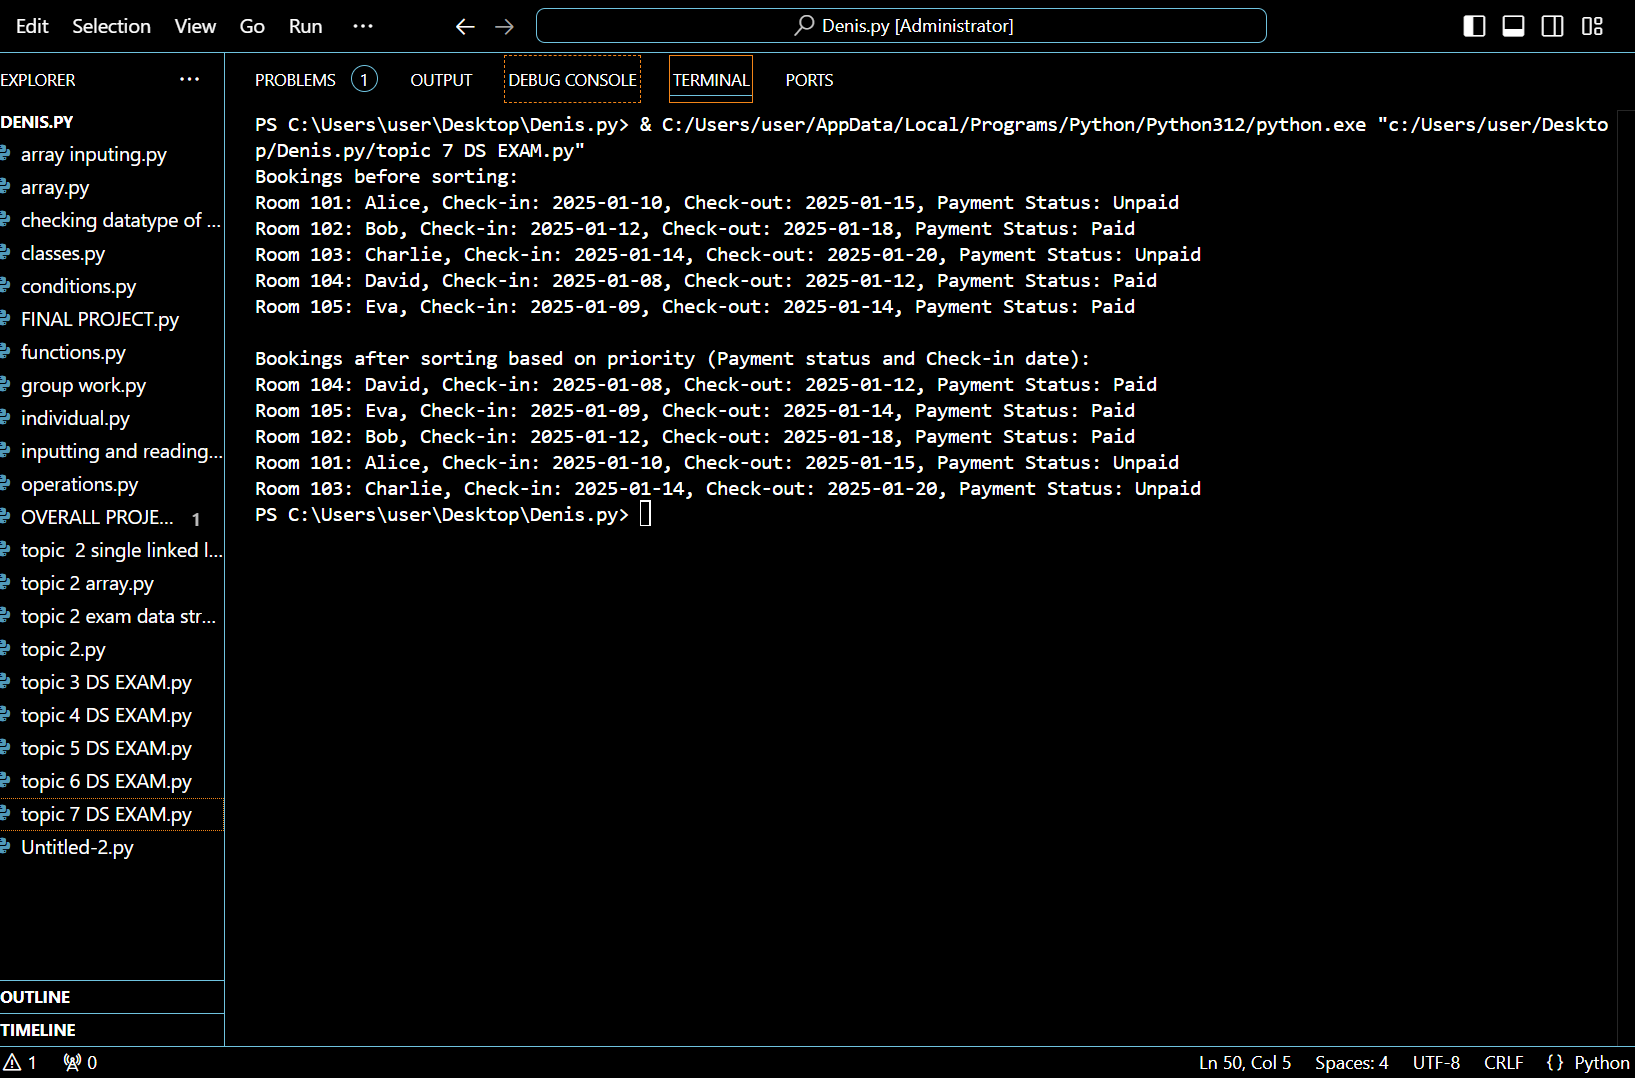 Edit Selection View Go Run ··· Denis.py [Administrator]
EXPLORER ···
DENIS.PY
array inputing.py
array.py
checking datatype of ...
classes.py
conditions.py
FINAL PROJECT.py
functions.py
group work.py
individual.py
inputting and reading...
operations.py
OVERALL PROJE... 1
topic  2 single linked l...
topic 2 array.py
topic 2 exam data str...
topic 2.py
topic 3 DS EXAM.py
topic 4 DS EXAM.py
topic 5 DS EXAM.py
topic 6 DS EXAM.py
topic 7 DS EXAM.py
Untitled-2.py
OUTLINE
TIMELINE
PROBLEMS 1 OUTPUT DEBUG CONSOLE TERMINAL PORTS
PS C:\Users\user\Desktop\Denis.py> & C:/Users/user/AppData/Local/Programs/Python/Python312/python.exe "c:/Users/user/Deskto
p/Denis.py/topic 7 DS EXAM.py"
Bookings before sorting:
Room 101: Alice, Check-in: 2025-01-10, Check-out: 2025-01-15, Payment Status: Unpaid
Room 102: Bob, Check-in: 2025-01-12, Check-out: 2025-01-18, Payment Status: Paid
Room 103: Charlie, Check-in: 2025-01-14, Check-out: 2025-01-20, Payment Status: Unpaid
Room 104: David, Check-in: 2025-01-08, Check-out: 2025-01-12, Payment Status: Paid
Room 105: Eva, Check-in: 2025-01-09, Check-out: 2025-01-14, Payment Status: Paid
Bookings after sorting based on priority (Payment status and Check-in date):
Room 104: David, Check-in: 2025-01-08, Check-out: 2025-01-12, Payment Status: Paid
Room 105: Eva, Check-in: 2025-01-09, Check-out: 2025-01-14, Payment Status: Paid
Room 102: Bob, Check-in: 2025-01-12, Check-out: 2025-01-18, Payment Status: Paid
Room 101: Alice, Check-in: 2025-01-10, Check-out: 2025-01-15, Payment Status: Unpaid
Room 103: Charlie, Check-in: 2025-01-14, Check-out: 2025-01-20, Payment Status: Unpaid
PS C:\Users\user\Desktop\Denis.py>
1 0 Ln 50, Col 5 Spaces: 4 UTF-8 CRLF {} Python